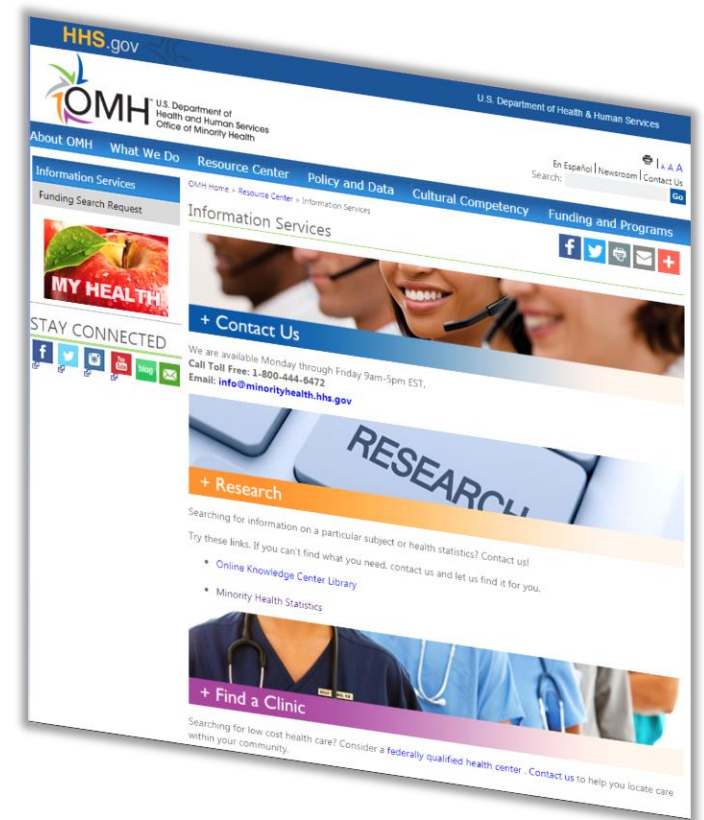 HHS.gov
U.S. Department of Health & Human Services
OMH
U.S. Department of
Health and Human Services
Office of Minority Health
A A A
En Español | Newsroom | Contact Us
Search:
Go
About OMH What We Do Resource Center Policy and Data Cultural Competency Funding and Programs
Information Services
Funding Search Request
MY HEALTH
STAY CONNECTED
You
Tube
blog
OMH Home > Resource Center > Information Services
Information Services
+ Contact Us
We are available Monday through Friday 9am-5pm EST.
Call Toll Free: 1-800-444-6472
Email: info@minorityhealth.hhs.gov
RESEARCH
+ Research
Searching for information on a particular subject or health statistics? Contact us!
Try these links. If you can't find what you need, contact us and let us find it for you.
• Online Knowledge Center Library
• Minority Health Statistics
+ Find a Clinic
Searching for low cost health care? Consider a federally qualified health center . Contact us to help you locate care
within your community.